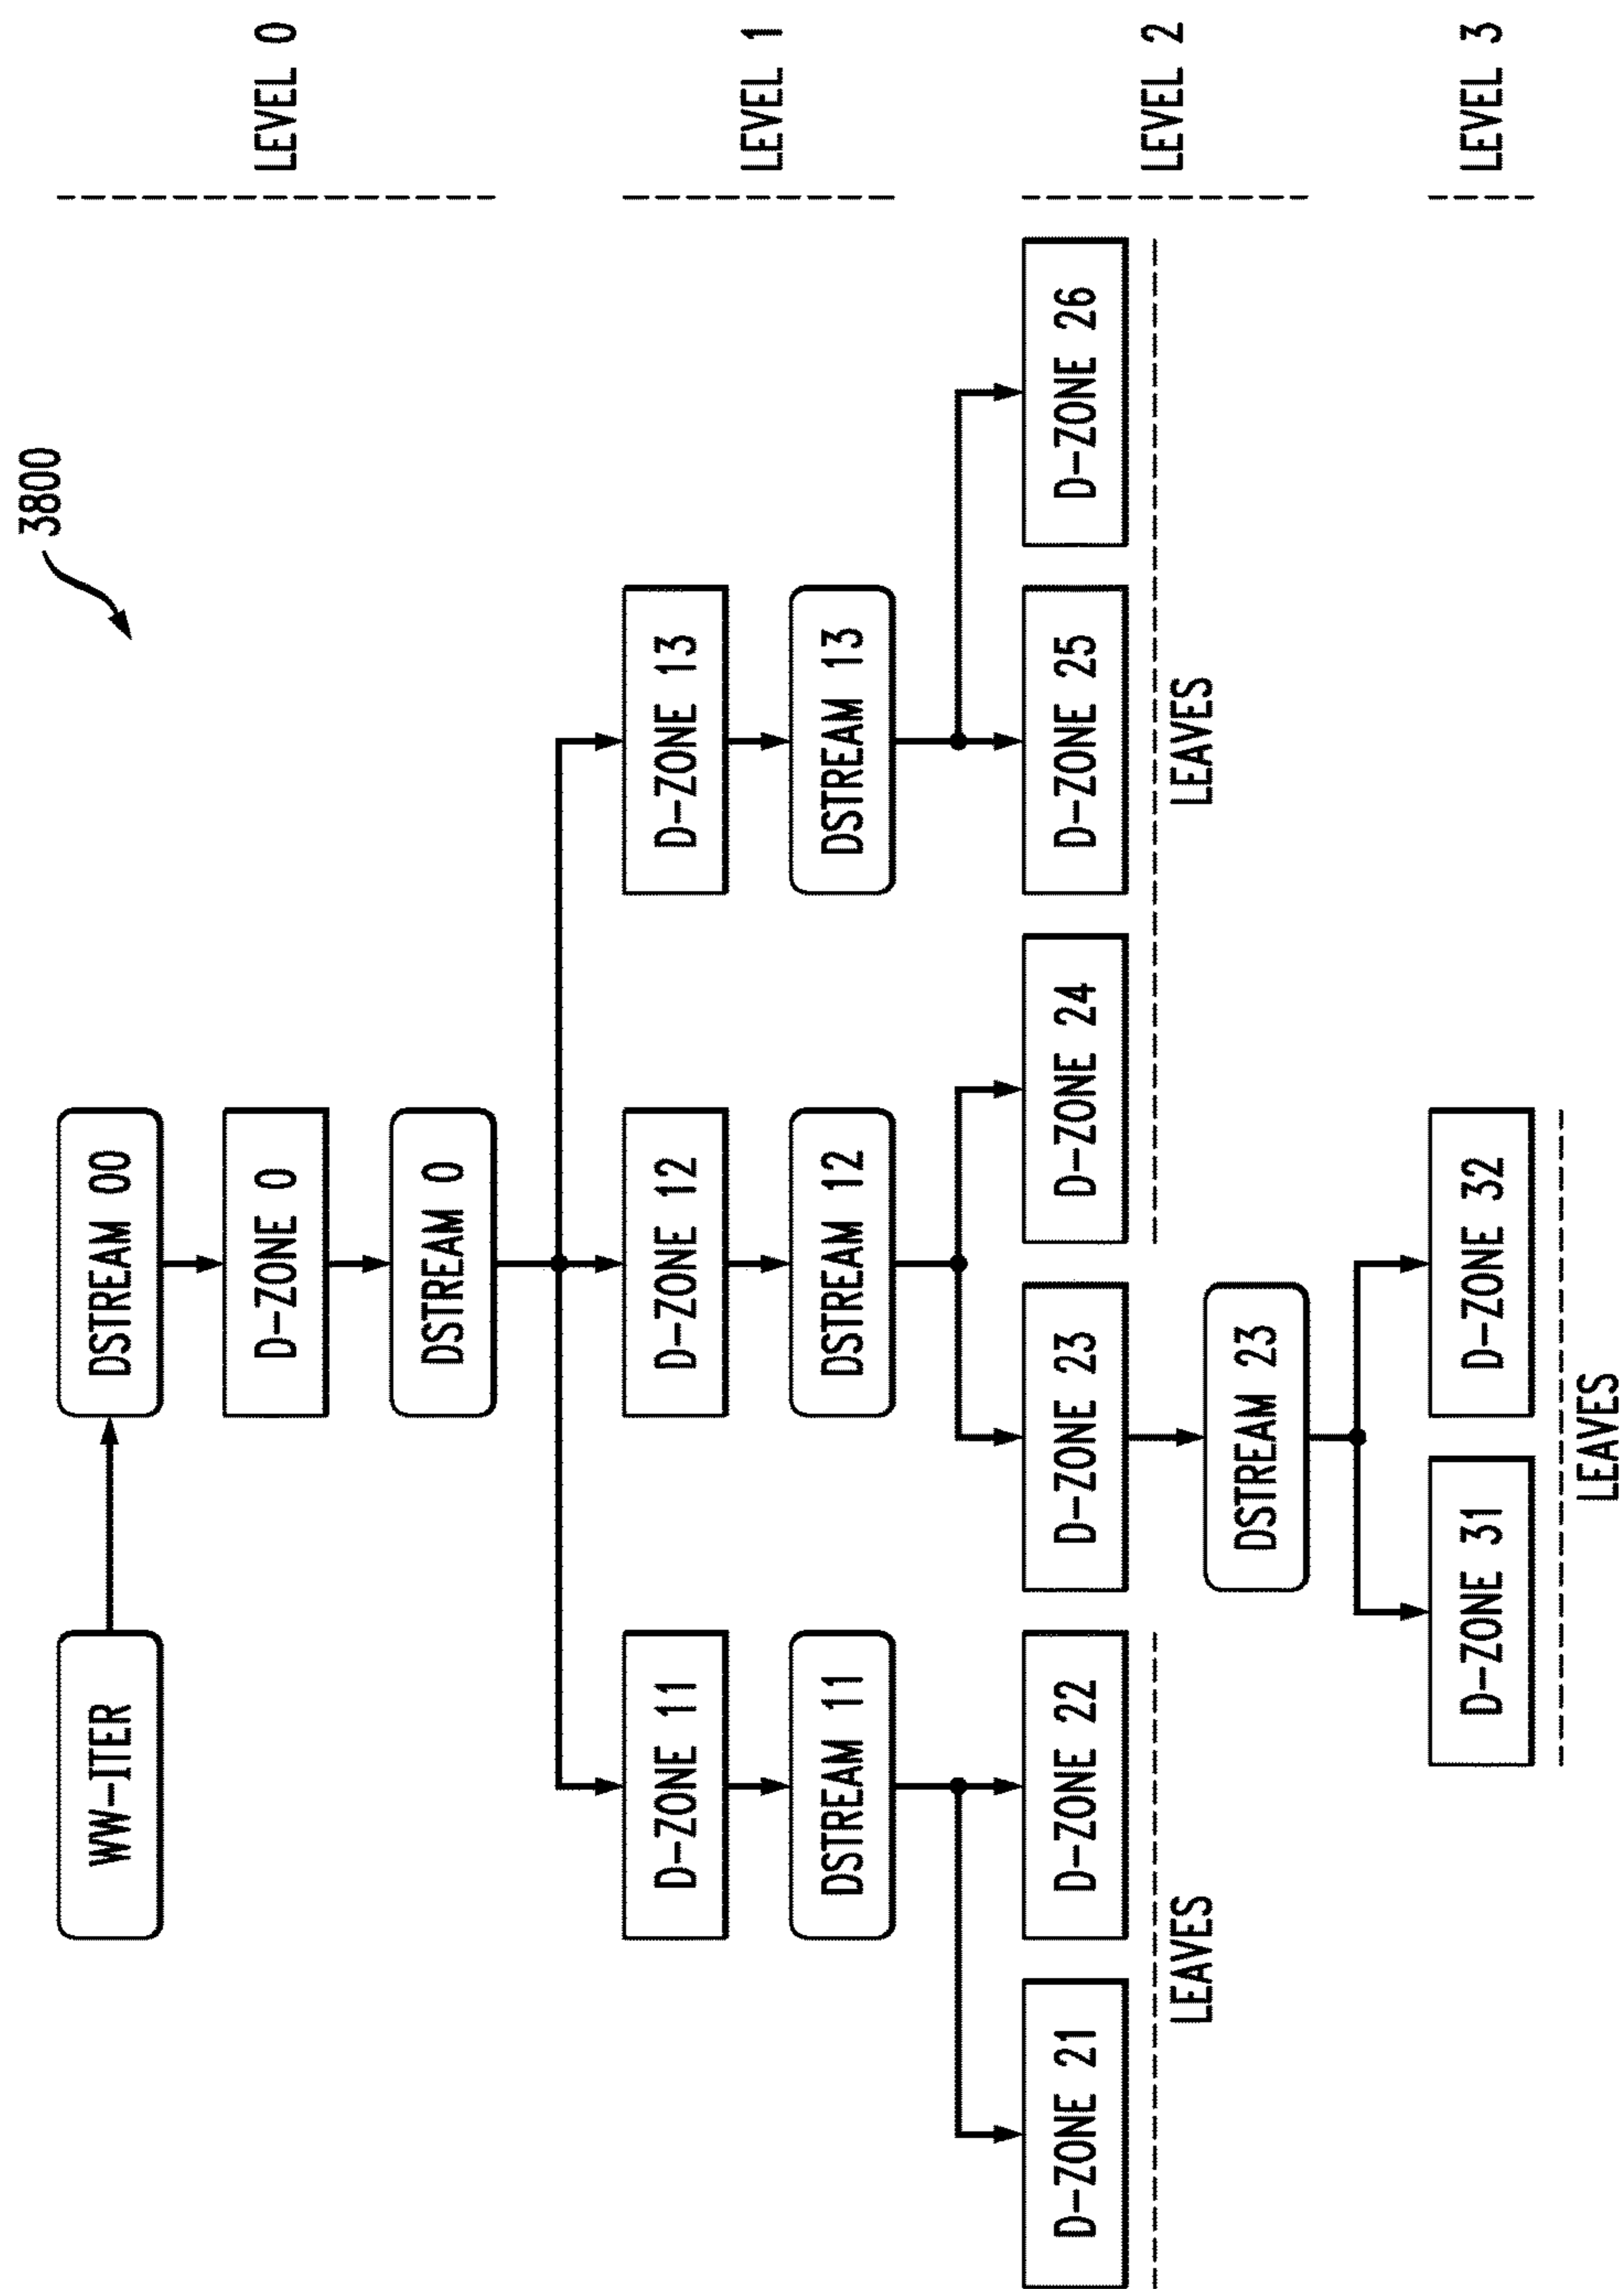 3800
WW-ITER
DSTREAM 00
D-ZONE 0
DSTREAM 0
LEVEL 0
D-ZONE 11
D-ZONE 12
D-ZONE 13
DSTREAM 11
DSTREAM 12
DSTREAM 13
LEVEL 1
D-ZONE 21
D-ZONE 22
D-ZONE 23
D-ZONE 24
D-ZONE 25
D-ZONE 26
LEAVES
LEAVES
DSTREAM 23
LEVEL 2
D-ZONE 31
D-ZONE 32
LEVEL 3
LEAVES